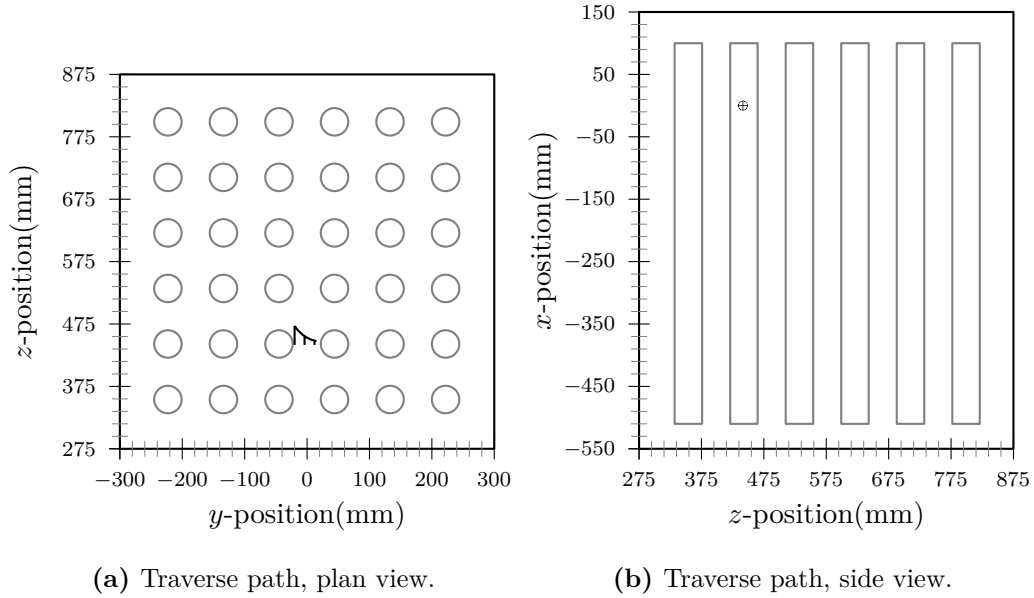 875
775
675
575
475
375
275
−300 −200 −100 0 100 200 300
z-position(mm)
y-position(mm)
(a) Traverse path, plan view.
150
50
−50
−150
−250
−350
−450
−550
275 375 475 575 675 775 875
x-position(mm)
z-position(mm)
(b) Traverse path, side view.